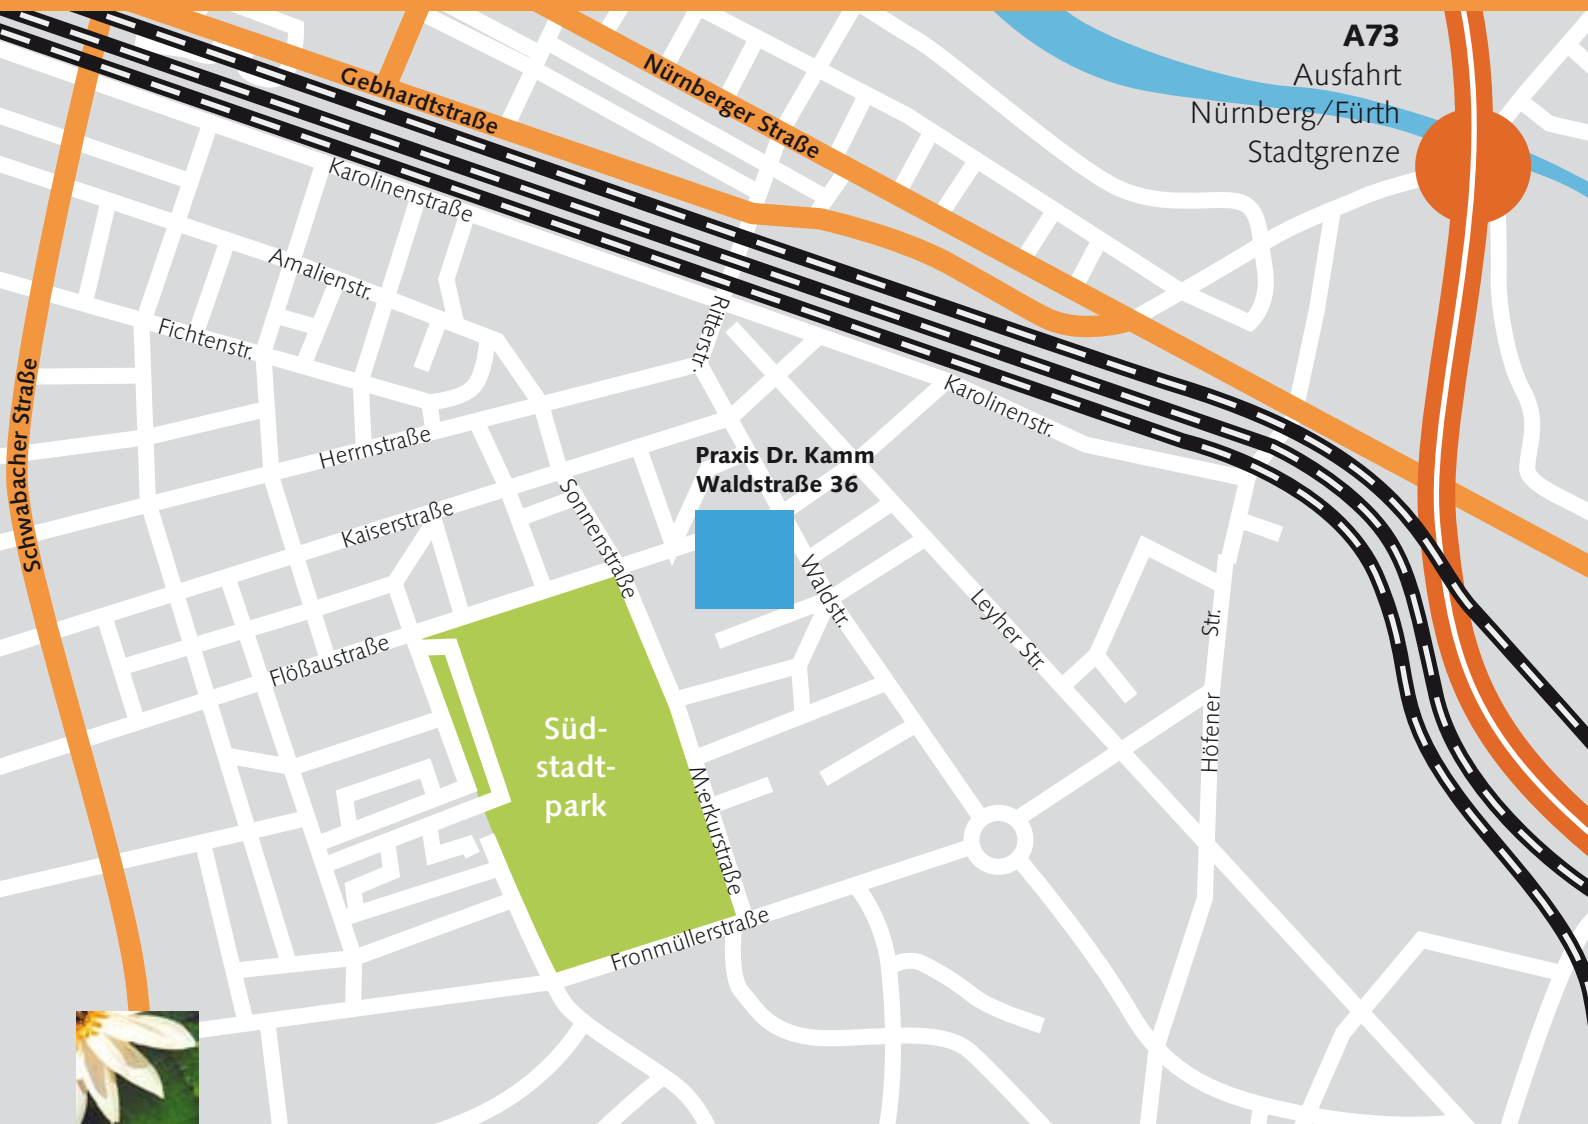 A73
Ausfahrt
Nürnberg/Fürth
Stadtgrenze
Nürnberger Straße
Gebhardtstraße
Karolinenstraße
Amalienstr.
Fichtenstr.
Ritterstr.
Schwabacher Straße
Karolinenstr.
Herrnstraße
Praxis Dr. Kamm
Waldstraße 36
Kaiserstraße
Sonnenstraße
Waldstr.
Leyher Str.
Höfener Str.
Flößaustraße
Süd-
stadt-
park
M;erkurstraße
Fronmüllerstraße